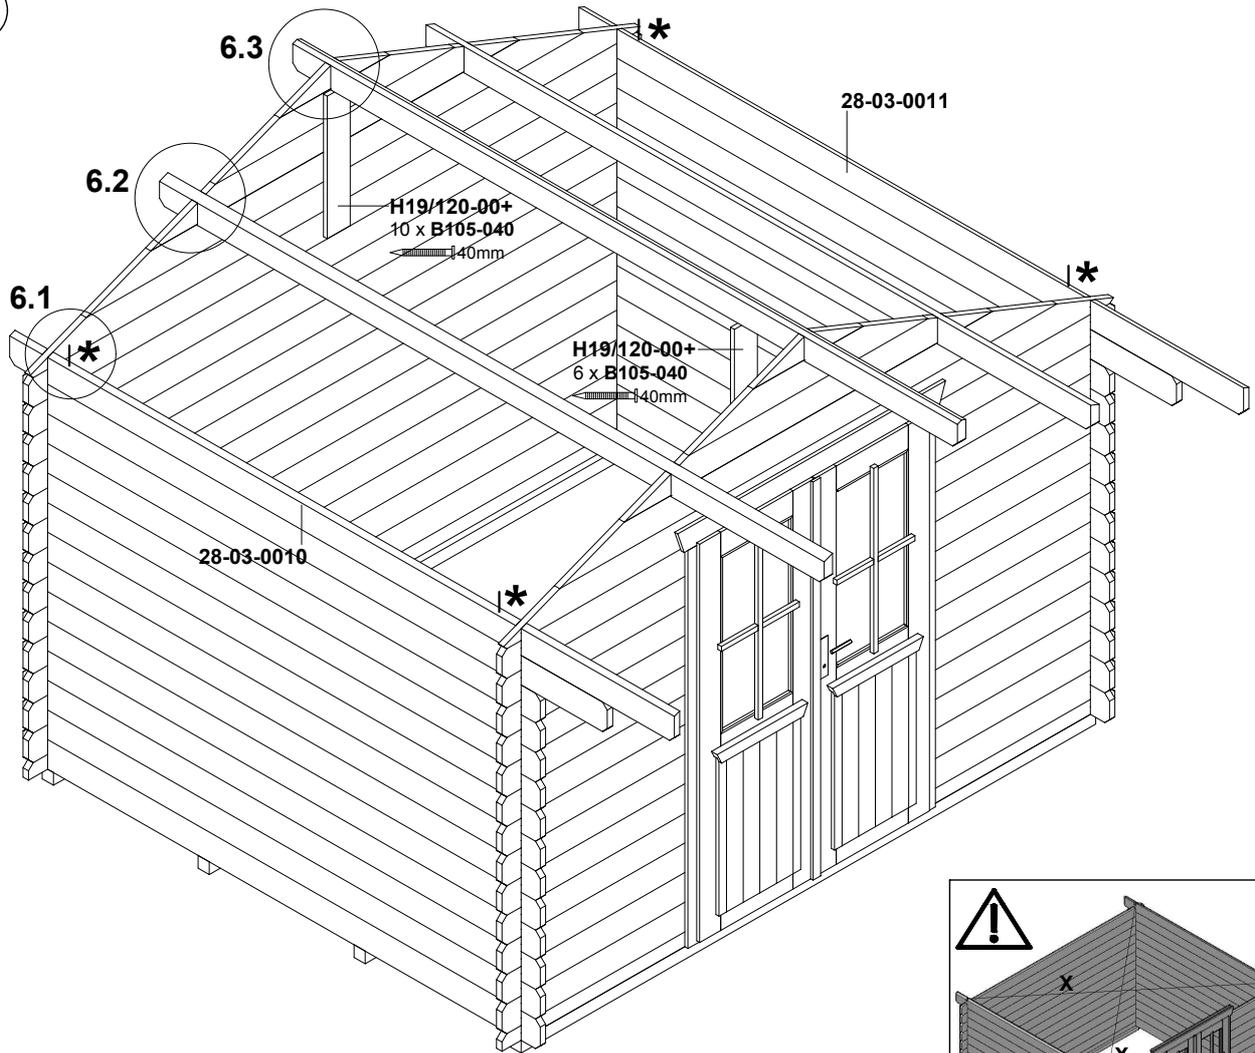 6.3
*
28-03-0011
6.2
H19/120-00+
10 x B105-040
40mm
*
6.1
*
H19/120-00+
6 x B105-040
40mm
28-03-0010
*
!
X
X